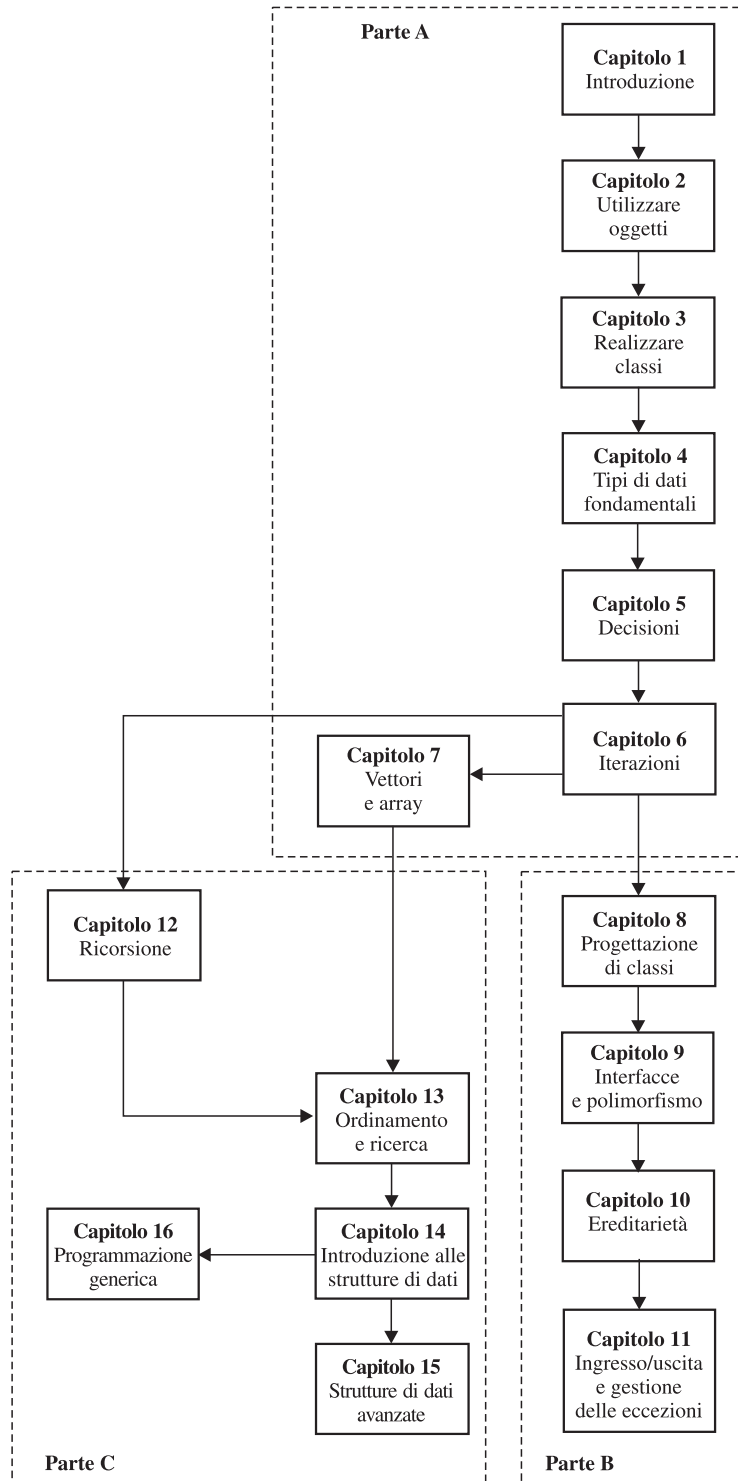 Parte A
Capitolo 1
Introduzione
Capitolo 2
Utilizzare
oggetti
Capitolo 3
Realizzare
classi
Capitolo 4
Tipi di dati
fondamentali
Capitolo 5
Decisioni
Capitolo 6
Iterazioni
Capitolo 7
Vettori
e array
Capitolo 12
Ricorsione
Capitolo 8
Progettazione
di classi
Capitolo 9
Interfacce
e polimorfismo
Capitolo 13
Ordinamento
e ricerca
Capitolo 10
Ereditarietà
Capitolo 16
Programmazione
generica
Capitolo 14
Introduzione alle
strutture di dati
Capitolo 11
Ingresso/uscita
e gestione
delle eccezioni
Capitolo 15
Strutture di dati
avanzate
Parte C
Parte B